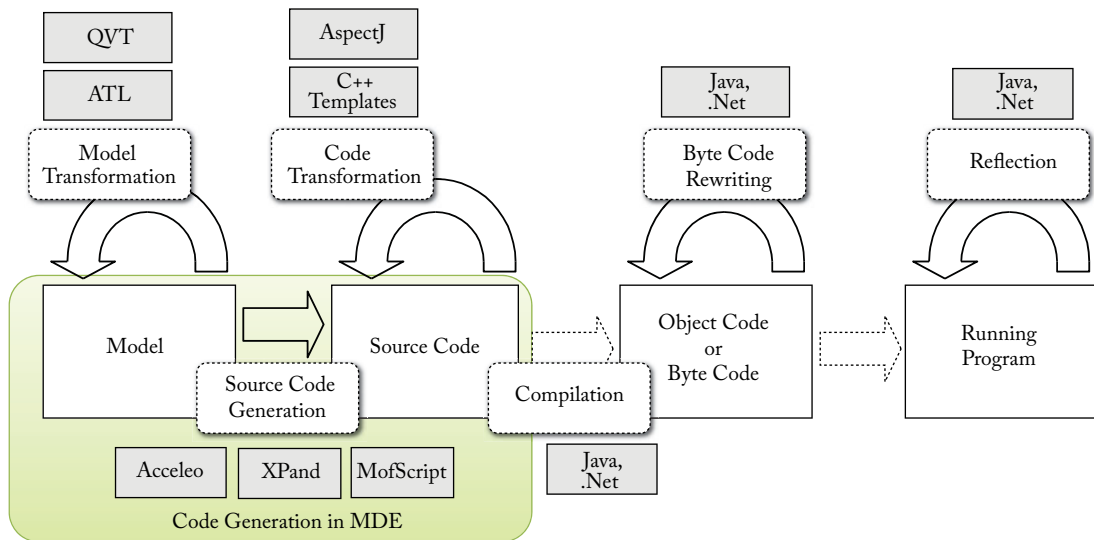 QVT
ATL
Model
Transformation
AspectJ
C++
Templates
Code
Transformation
Java,
.Net
Byte Code
Rewriting
Java,
.Net
Reflection
Model
Source Code
Generation
Source Code
Compilation
Object Code
or
Byte Code
Running
Program
Acceleo
XPand
MofScript
Java,
.Net
Code Generation in MDE